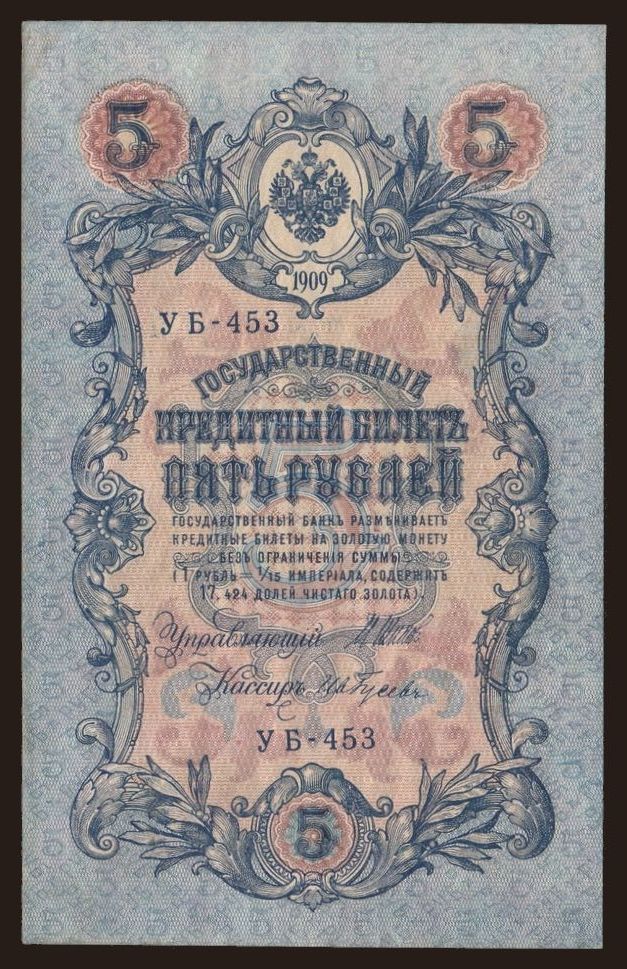 5 5
1909
УБ-453
ГОСУДАРСТВЕННЫЙ
КРЕДИТНЫЙ БИЛЕТЪ
ПЯТЬ РУБЛЕЙ
ГОСУДАРСТВЕННЫЙ БАНКЪ РАЗМѢНИВАЕТЪ
КРЕДИТНЫЕ БИЛЕТЫ НА ЗОЛОТУЮ МОНЕТУ
БЕЗЪ ОГРАНИЧЕНІЯ СУММЫ
(1 РУБЛЬ = 1/15 ИМПЕРІАЛА, СОДЕРЖИТЪ
17, 424 ДОЛЕЙ ЧИСТАГО ЗОЛОТА).
Управляющій
Кассиръ
УБ-453
5